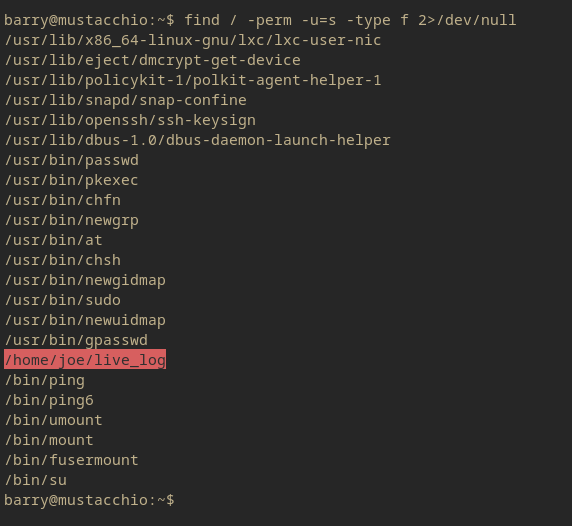 barry@mustacchio:~$ find / -perm -u=s -type f 2>/dev/null
/usr/lib/x86_64-linux-gnu/lxc/lxc-user-nic
/usr/lib/eject/dmcrypt-get-device
/usr/lib/policykit-1/polkit-agent-helper-1
/usr/lib/snapd/snap-confine
/usr/lib/openssh/ssh-keysign
/usr/lib/dbus-1.0/dbus-daemon-launch-helper
/usr/bin/passwd
/usr/bin/pkexec
/usr/bin/chfn
/usr/bin/newgrp
/usr/bin/at
/usr/bin/chsh
/usr/bin/newgidmap
/usr/bin/sudo
/usr/bin/newuidmap
/usr/bin/gpasswd
/home/joe/live_log
/bin/ping
/bin/ping6
/bin/umount
/bin/mount
/bin/fusermount
/bin/su
barry@mustacchio:~$